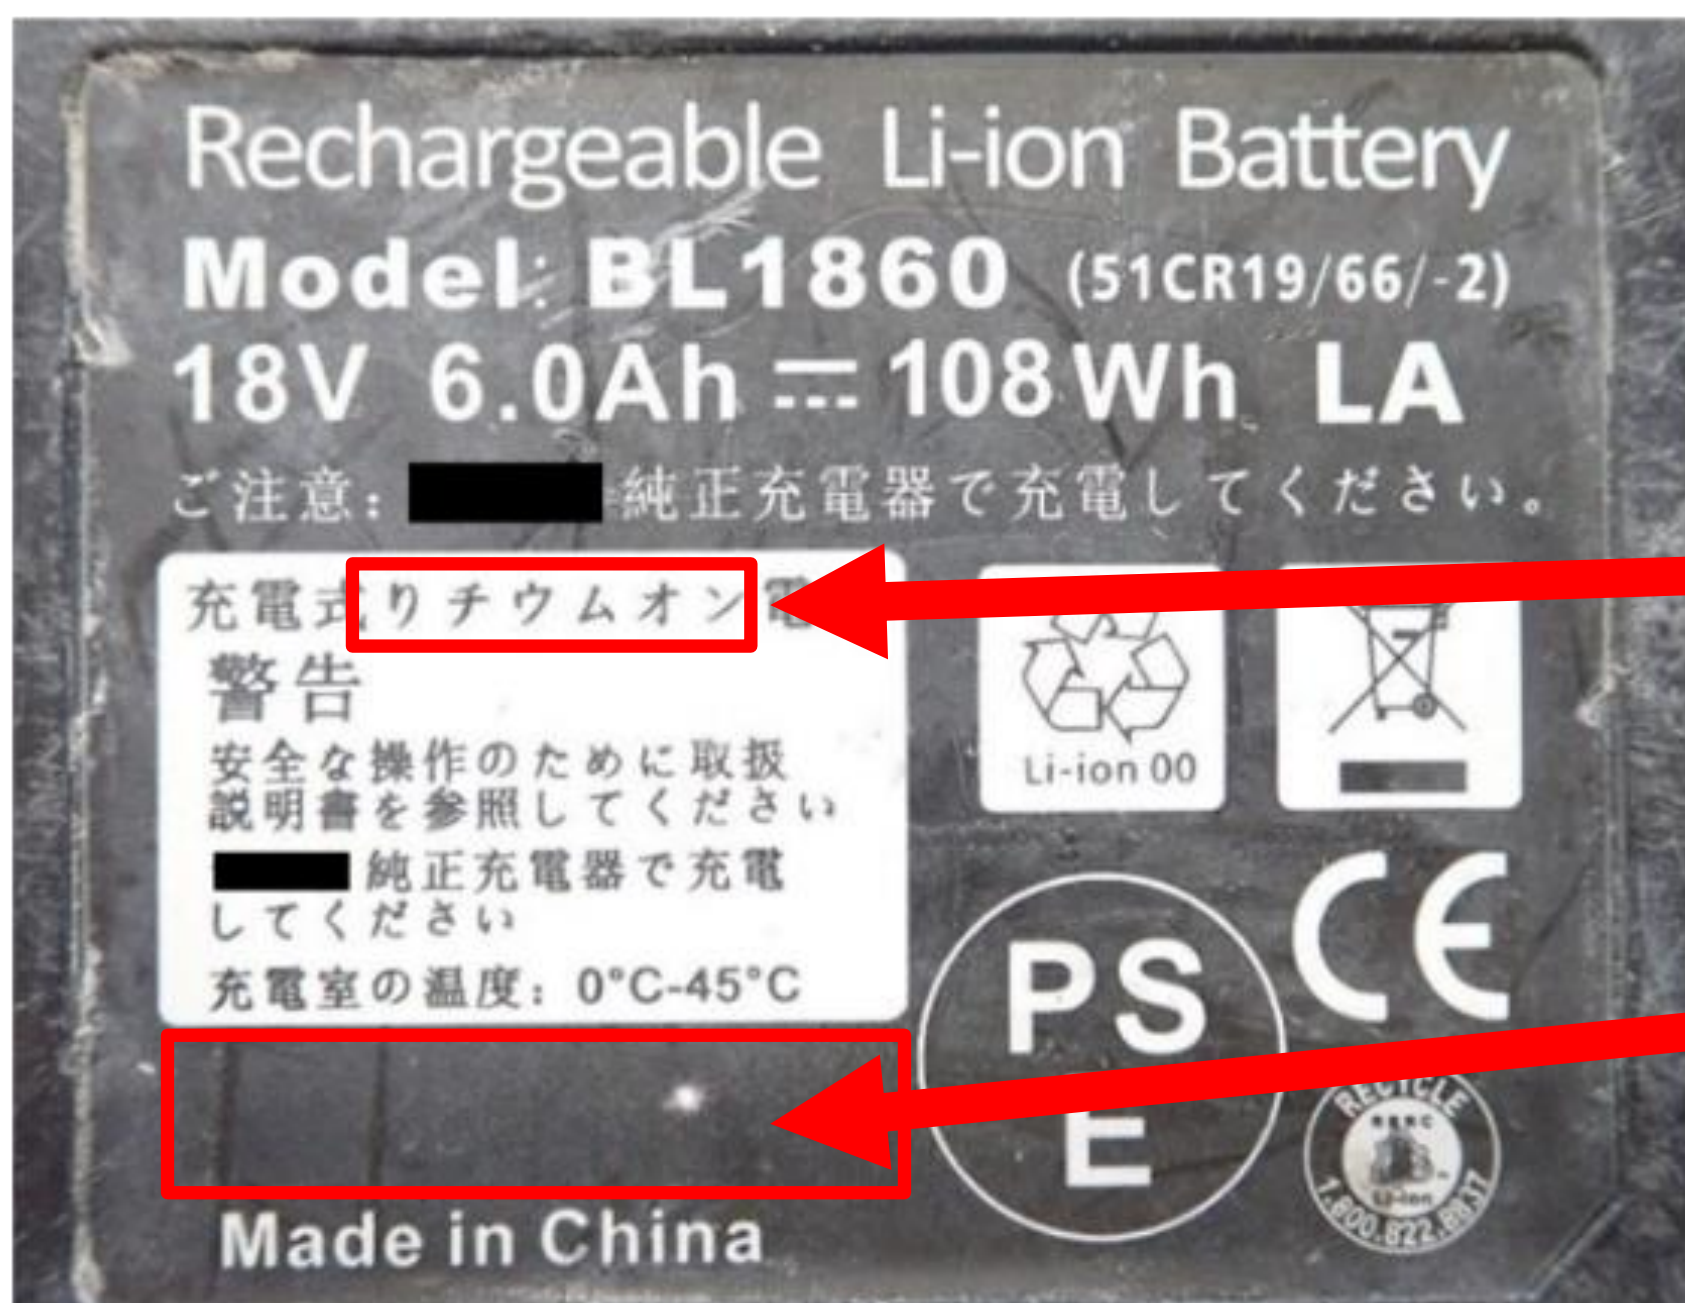 Rechargeable Li-ion Battery
Model: BL1860 (51CR19/66/-2)
18V 6.0Ah ⎓ 108Wh LA
ご注意: 純正充電器で充電してください。
充電式りチウムオン電
警告
安全な操作のために取扱
説明書を参照してください
純正充電器で充電
してください
充電室の温度: 0°C-45°C
Li-ion 00
PS
E
CE
RECYCLE
RBRC
Li-ion
1.800.822.8837
Made in China